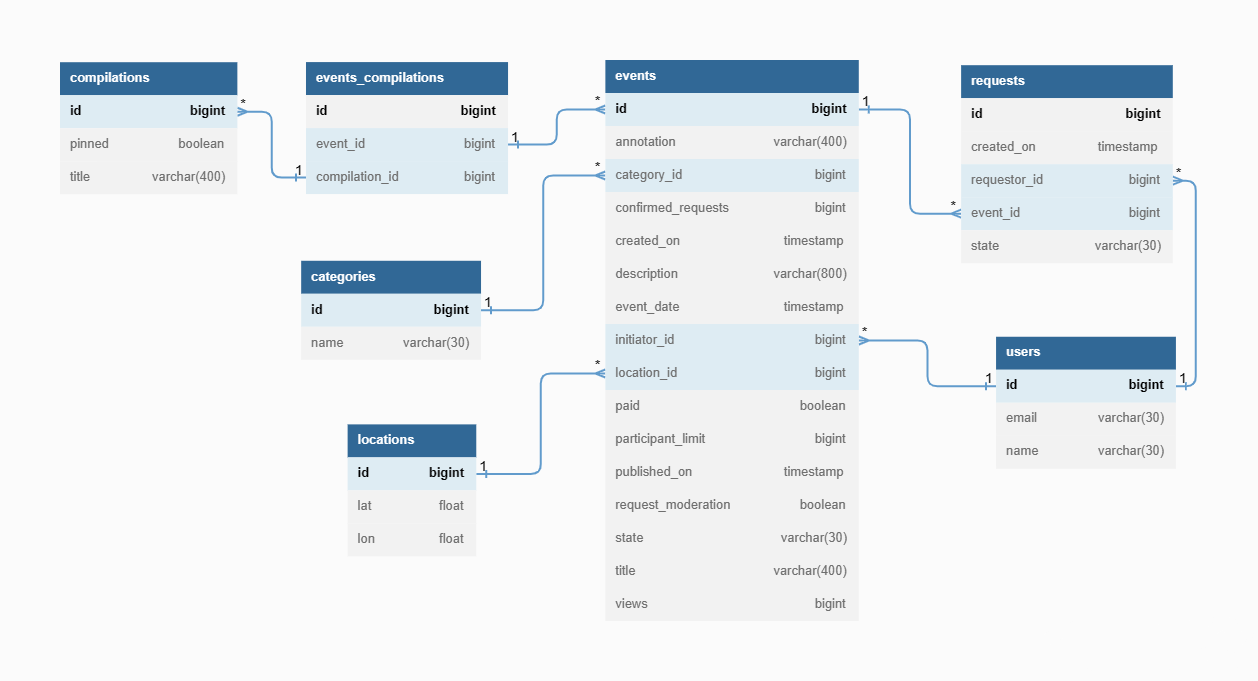 compilations
id bigint
pinned boolean
title varchar(400)
*
1
events_compilations
id bigint
event_id bigint
compilation_id bigint
1
*
categories
id bigint
name varchar(30)
1
*
locations
id bigint
lat float
lon float
1
*
events
id bigint
annotation varchar(400)
category_id bigint
confirmed_requests bigint
created_on timestamp
description varchar(800)
event_date timestamp
initiator_id bigint
location_id bigint
paid boolean
participant_limit bigint
published_on timestamp
request_moderation boolean
state varchar(30)
title varchar(400)
views bigint
1
*
requests
id bigint
created_on timestamp
requestor_id bigint
event_id bigint
state varchar(30)
*
*
users
id bigint
email varchar(30)
name varchar(30)
1
1